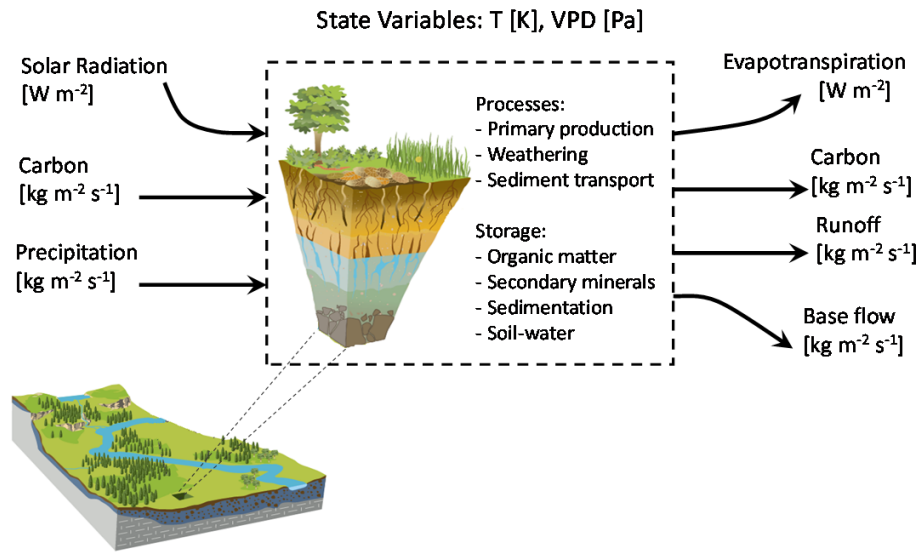 State Variables: T [K], VPD [Pa]
Solar Radiation
[W m⁻²]
Carbon
[kg m⁻² s⁻¹]
Precipitation
[kg m⁻² s⁻¹]
Processes:
- Primary production
- Weathering
- Sediment transport
Storage:
- Organic matter
- Secondary minerals
- Sedimentation
- Soil-water
Evapotranspiration
[W m⁻²]
Carbon
[kg m⁻² s⁻¹]
Runoff
[kg m⁻² s⁻¹]
Base flow
[kg m⁻² s⁻¹]